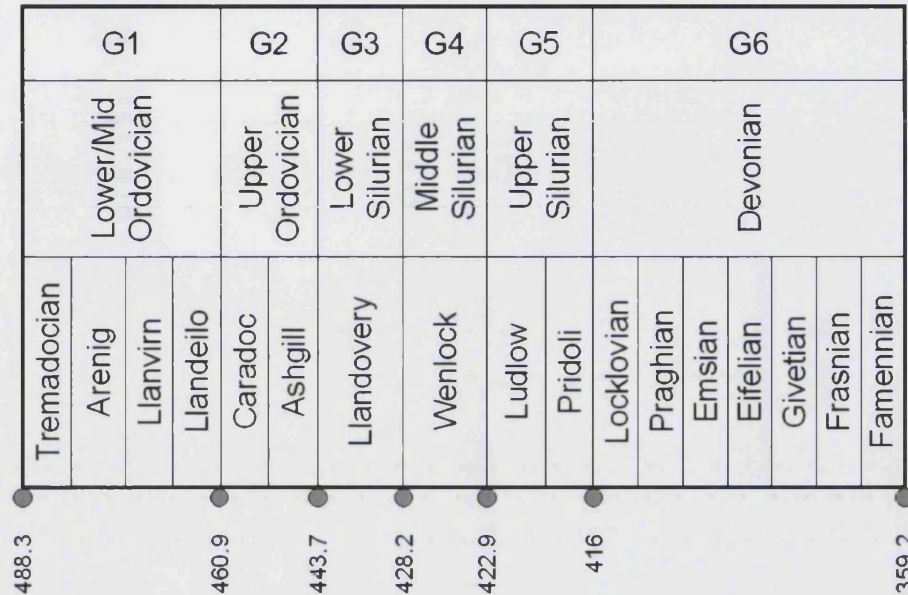 G1
G2
G3
G4
G5
G6
Lower/Mid
Ordovician
Upper
Ordovician
Lower
Silurian
Middle
Silurian
Upper
Silurian
Devonian
Tremadocian
Arenig
Llanvirn
Llandeilo
Caradoc
Ashgill
Llandovery
Wenlock
Ludlow
Pridoli
Locklovian
Praghian
Emsian
Eifelian
Givetian
Frasnian
Famennian
488.3
460.9
443.7
428.2
422.9
416
359.2